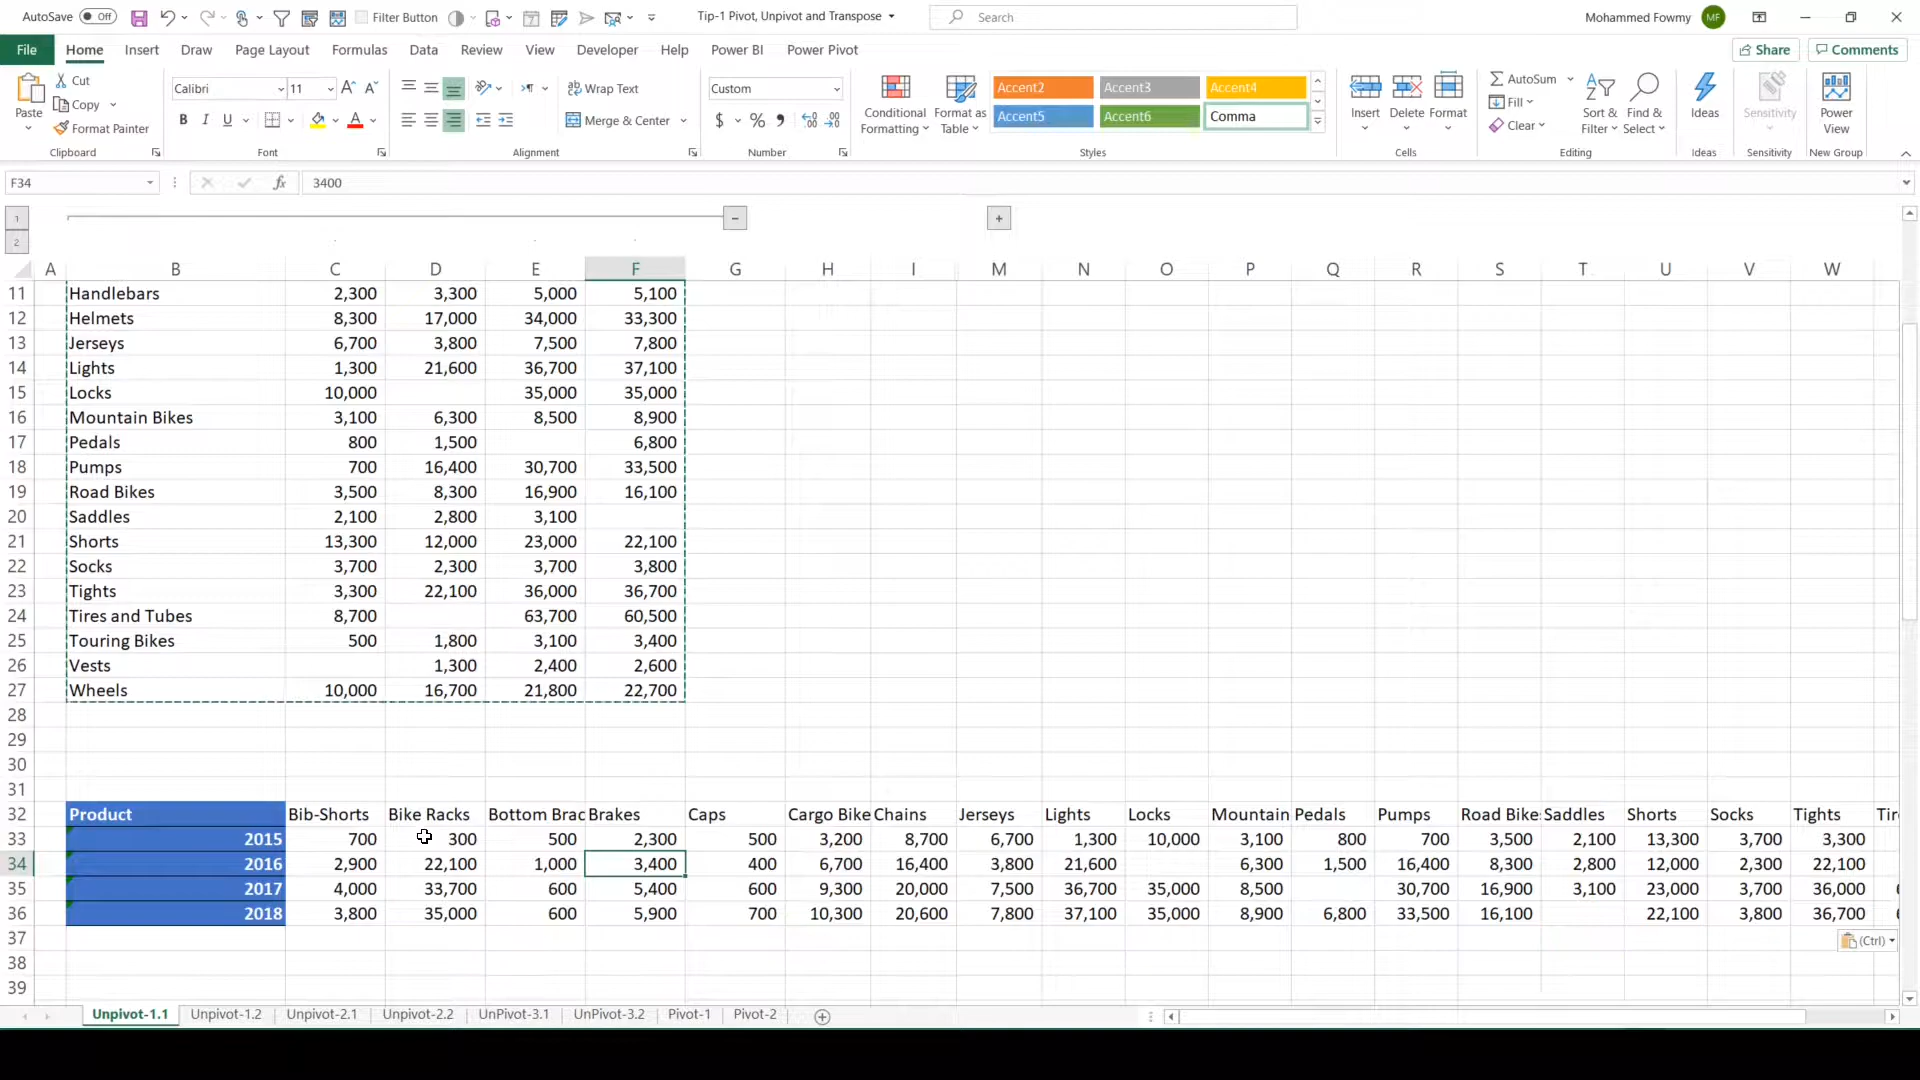 AutoSave Off Filter Button Tip-1 Pivot, Unpivot and Transpose Search Mohammed Fowmy MF
File Home Insert Draw Page Layout Formulas Data Review View Developer Help Power BI Power Pivot Share Comments
Cut
Copy
Format Painter
Paste
Clipboard
Calibri 11 A A
B I U A
Font
Wrap Text
Merge & Center
Alignment
Custom
$ % 9
Number
Conditional Formatting
Format as Table
Accent2 Accent3 Accent4
Accent5 Accent6 Comma
Styles
Insert Delete Format
Cells
AutoSum
Fill
Clear
Sort & Filter
Find & Select
Editing
Ideas
Ideas
Sensitivity
Sensitivity
Power View
New Group
F34 fx 3400
1
2
A B C D E F G H I M N O P Q R S T U V W
11 Handlebars 2,300 3,300 5,000 5,100
12 Helmets 8,300 17,000 34,000 33,300
13 Jerseys 6,700 3,800 7,500 7,800
14 Lights 1,300 21,600 36,700 37,100
15 Locks 10,000 35,000 35,000
16 Mountain Bikes 3,100 6,300 8,500 8,900
17 Pedals 800 1,500 6,800
18 Pumps 700 16,400 30,700 33,500
19 Road Bikes 3,500 8,300 16,900 16,100
20 Saddles 2,100 2,800 3,100
21 Shorts 13,300 12,000 23,000 22,100
22 Socks 3,700 2,300 3,700 3,800
23 Tights 3,300 22,100 36,000 36,700
24 Tires and Tubes 8,700 63,700 60,500
25 Touring Bikes 500 1,800 3,100 3,400
26 Vests 1,300 2,400 2,600
27 Wheels 10,000 16,700 21,800 22,700
28
29
30
31
32 Product Bib-Shorts Bike Racks Bottom Brac Brakes Caps Cargo Bike Chains Jerseys Lights Locks Mountain Pedals Pumps Road Bike Saddles Shorts Socks Tights Tir
33 2015 700 300 500 2,300 500 3,200 8,700 6,700 1,300 10,000 3,100 800 700 3,500 2,100 13,300 3,700 3,300
34 2016 2,900 22,100 1,000 3,400 400 6,700 16,400 3,800 21,600 6,300 1,500 16,400 8,300 2,800 12,000 2,300 22,100
35 2017 4,000 33,700 600 5,400 600 9,300 20,000 7,500 36,700 35,000 8,500 30,700 16,900 3,100 23,000 3,700 36,000
36 2018 3,800 35,000 600 5,900 700 10,300 20,600 7,800 37,100 35,000 8,900 6,800 33,500 16,100 22,100 3,800 36,700
37
(Ctrl)
38
39
Unpivot-1.1 Unpivot-1.2 Unpivot-2.1 Unpivot-2.2 UnPivot-3.1 UnPivot-3.2 Pivot-1 Pivot-2